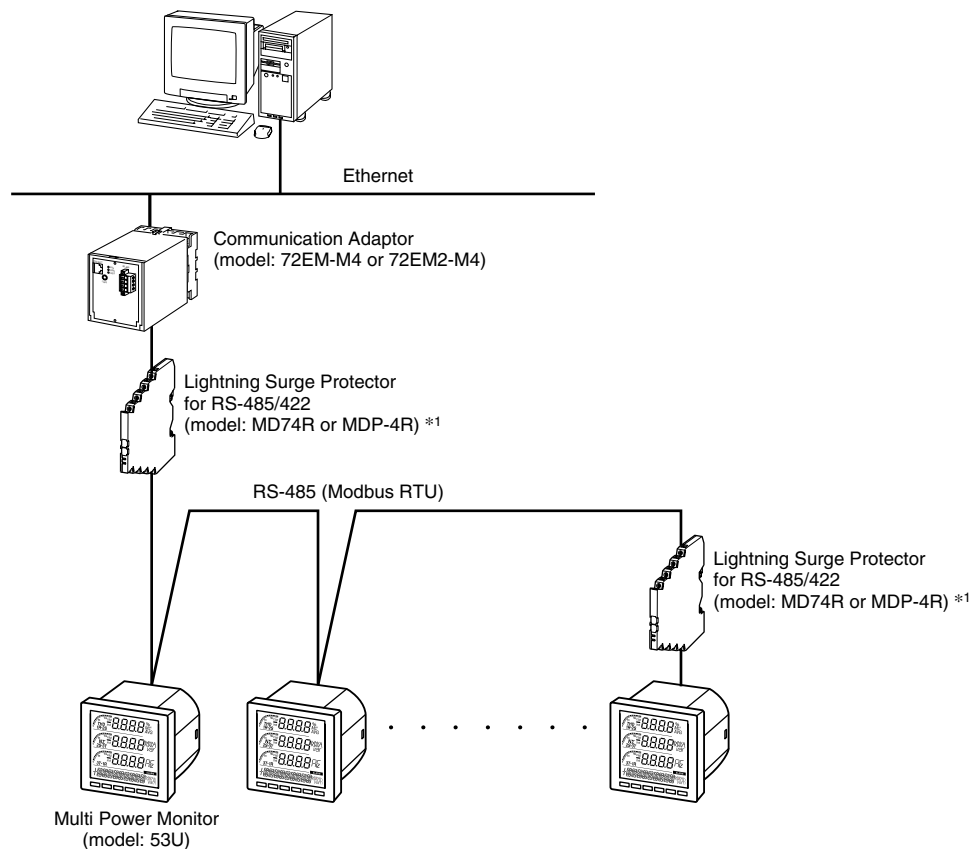 Ethernet
Communication Adaptor
(model: 72EM-M4 or 72EM2-M4)
Lightning Surge Protector
for RS-485/422
(model: MD74R or MDP-4R) *1
RS-485 (Modbus RTU)
Lightning Surge Protector
for RS-485/422
(model: MD74R or MDP-4R) *1
Multi Power Monitor
(model: 53U)